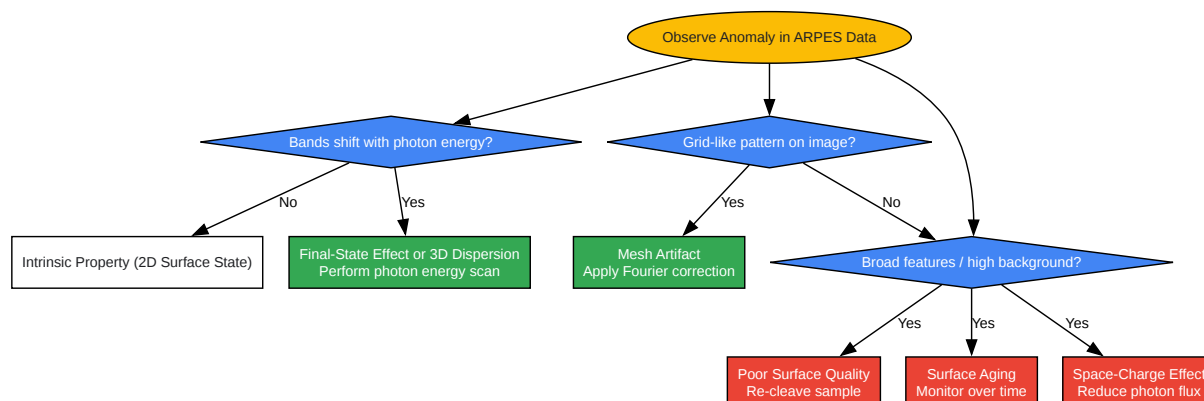 Observe Anomaly in ARPES Data
Bands shift with photon energy?
Grid-like pattern on image?
No
Yes
Yes
No
Intrinsic Property (2D Surface State)
Final-State Effect or 3D Dispersion
Perform photon energy scan
Mesh Artifact
Apply Fourier correction
Broad features / high background?
Yes
Yes
Yes
Poor Surface Quality
Re-cleave sample
Surface Aging
Monitor over time
Space-Charge Effect
Reduce photon flux